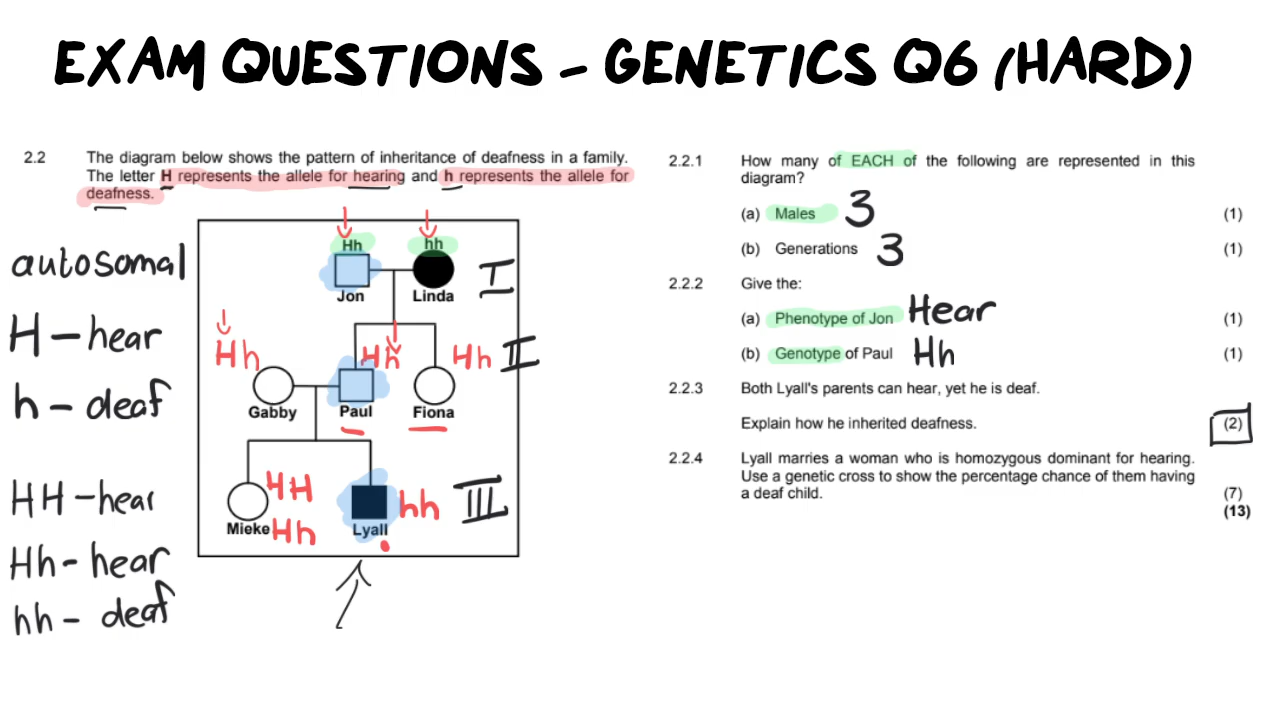 EXAM QUESTIONS - GENETICS Q6 (HARD)
2.2 The diagram below shows the pattern of inheritance of deafness in a family.
The letter H represents the allele for hearing and h represents the allele for
deafness.
autosomal
H - hear
h - deaf
HH - hear
Hh - hear
hh - deaf
Hh hh
Jon Linda I
Hh Hh Hh II
Gabby Paul Fiona
HH hh III
Mieke Hh Lyall
2.2.1 How many of EACH of the following are represented in this
diagram?
(a) Males 3 (1)
(b) Generations 3 (1)
2.2.2 Give the:
(a) Phenotype of Jon Hear (1)
(b) Genotype of Paul Hh (1)
2.2.3 Both Lyall's parents can hear, yet he is deaf.
Explain how he inherited deafness. (2)
2.2.4 Lyall marries a woman who is homozygous dominant for hearing.
Use a genetic cross to show the percentage chance of them having
a deaf child. (7)
(13)